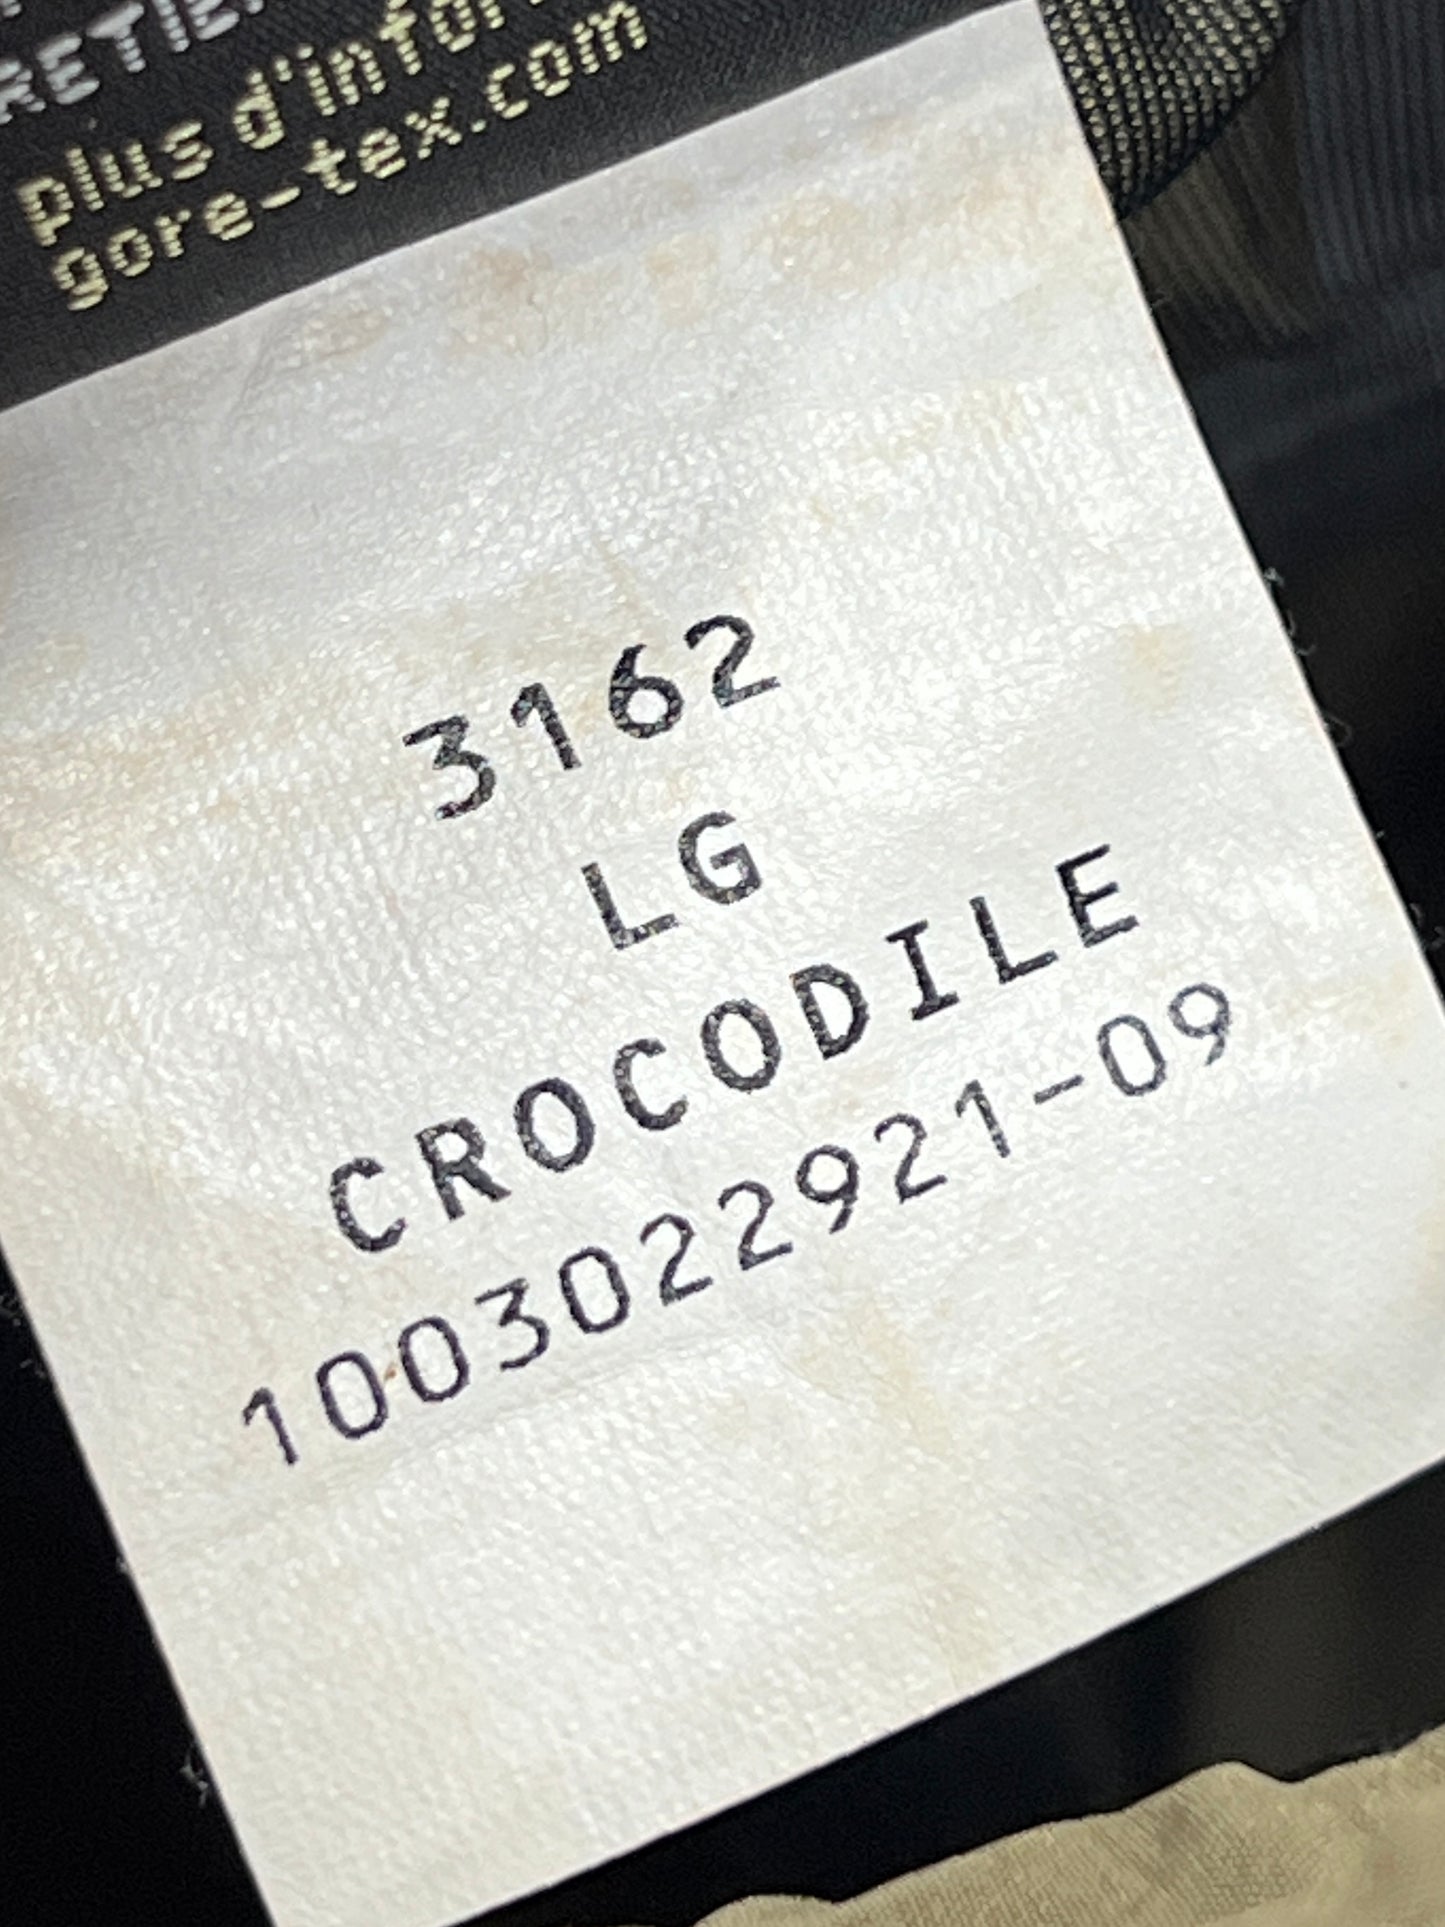 plus d'infor
gore-tex.com
3162
LG
CROCODILE
1003022921-09